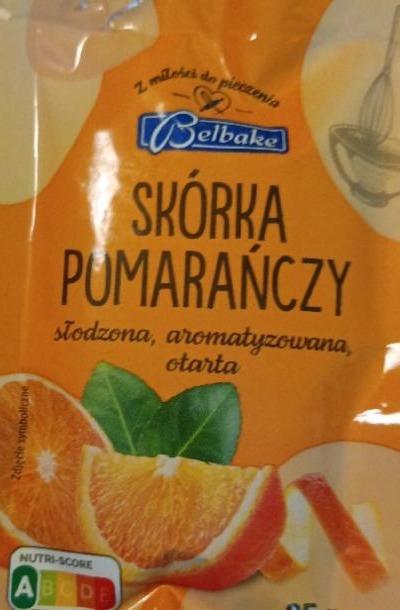 Z miłości do pieczenia
Belbake
SKÓRKA
POMARAŃCZY
słodzona, aromatyzowana,
otarta
Zdjęcie symboliczne
NUTRI-SCORE
A B C D E